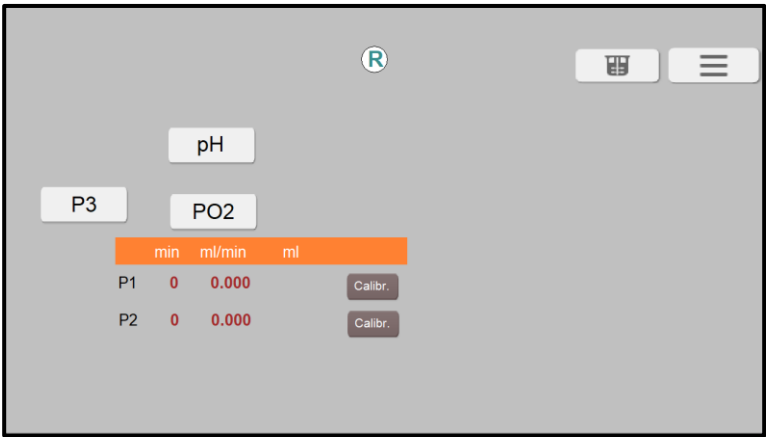 R
pH
P3
PO2
min ml/min ml
P1 0 0.000 Calibr.
P2 0 0.000 Calibr.